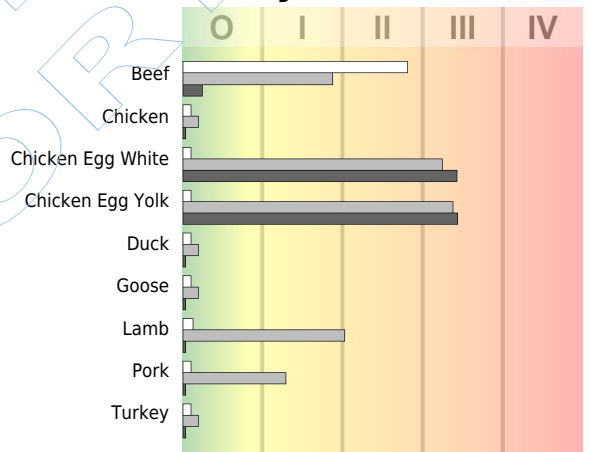 O I II III IV
Beef
Chicken
Chicken Egg White
Chicken Egg Yolk
Duck
Goose
Lamb
Pork
Turkey